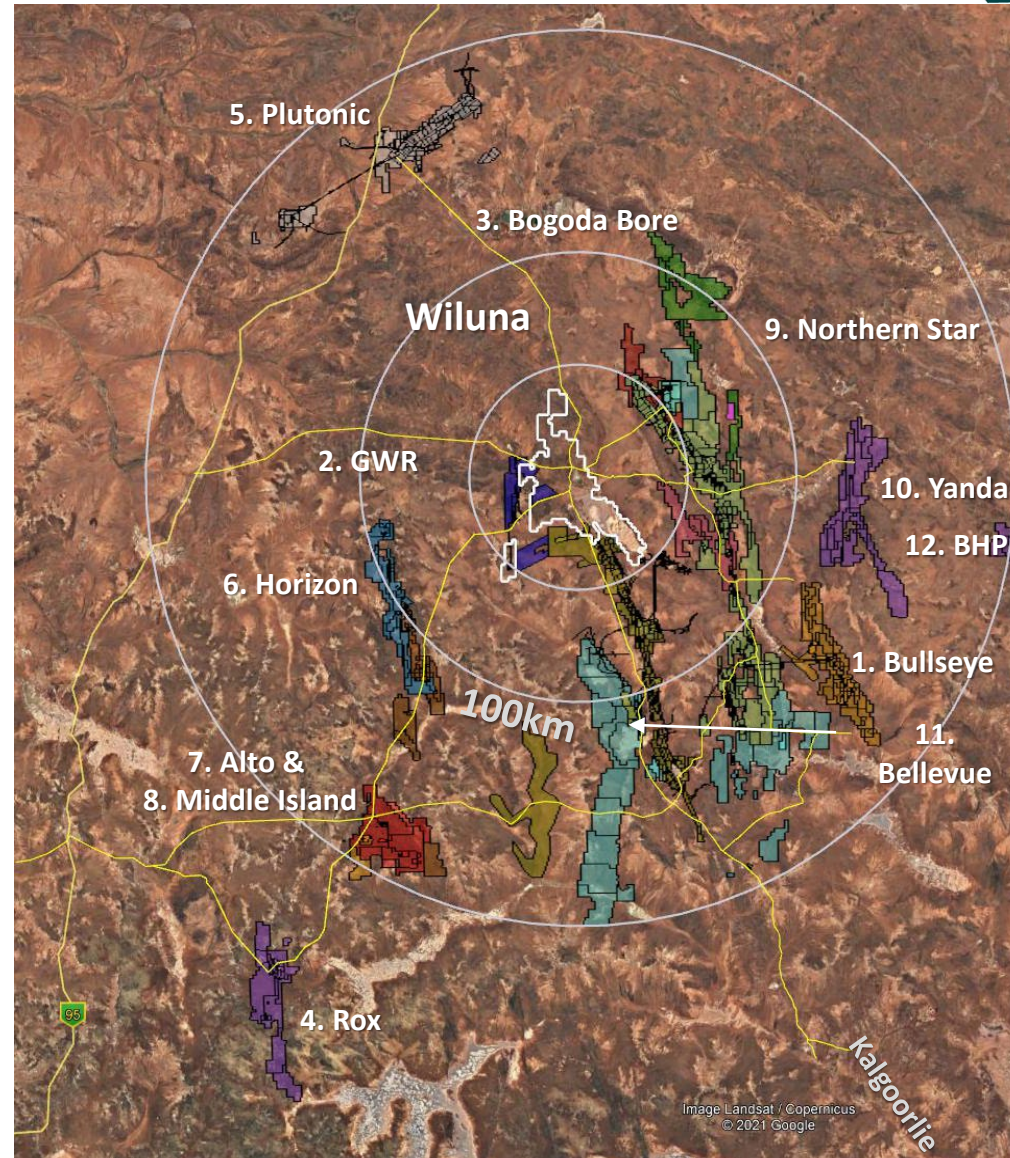 5. Plutonic
3. Bogoda Bore
Wiluna
9. Northern Star
2. GWR
10. Yanda
12. BHP
6. Horizon
1. Bullseye
100km
11.
Bellevue
7. Alto &
8. Middle Island
95
4. Rox
Kalgoorlie
Image Landsat / Copernicus
© 2021 Google